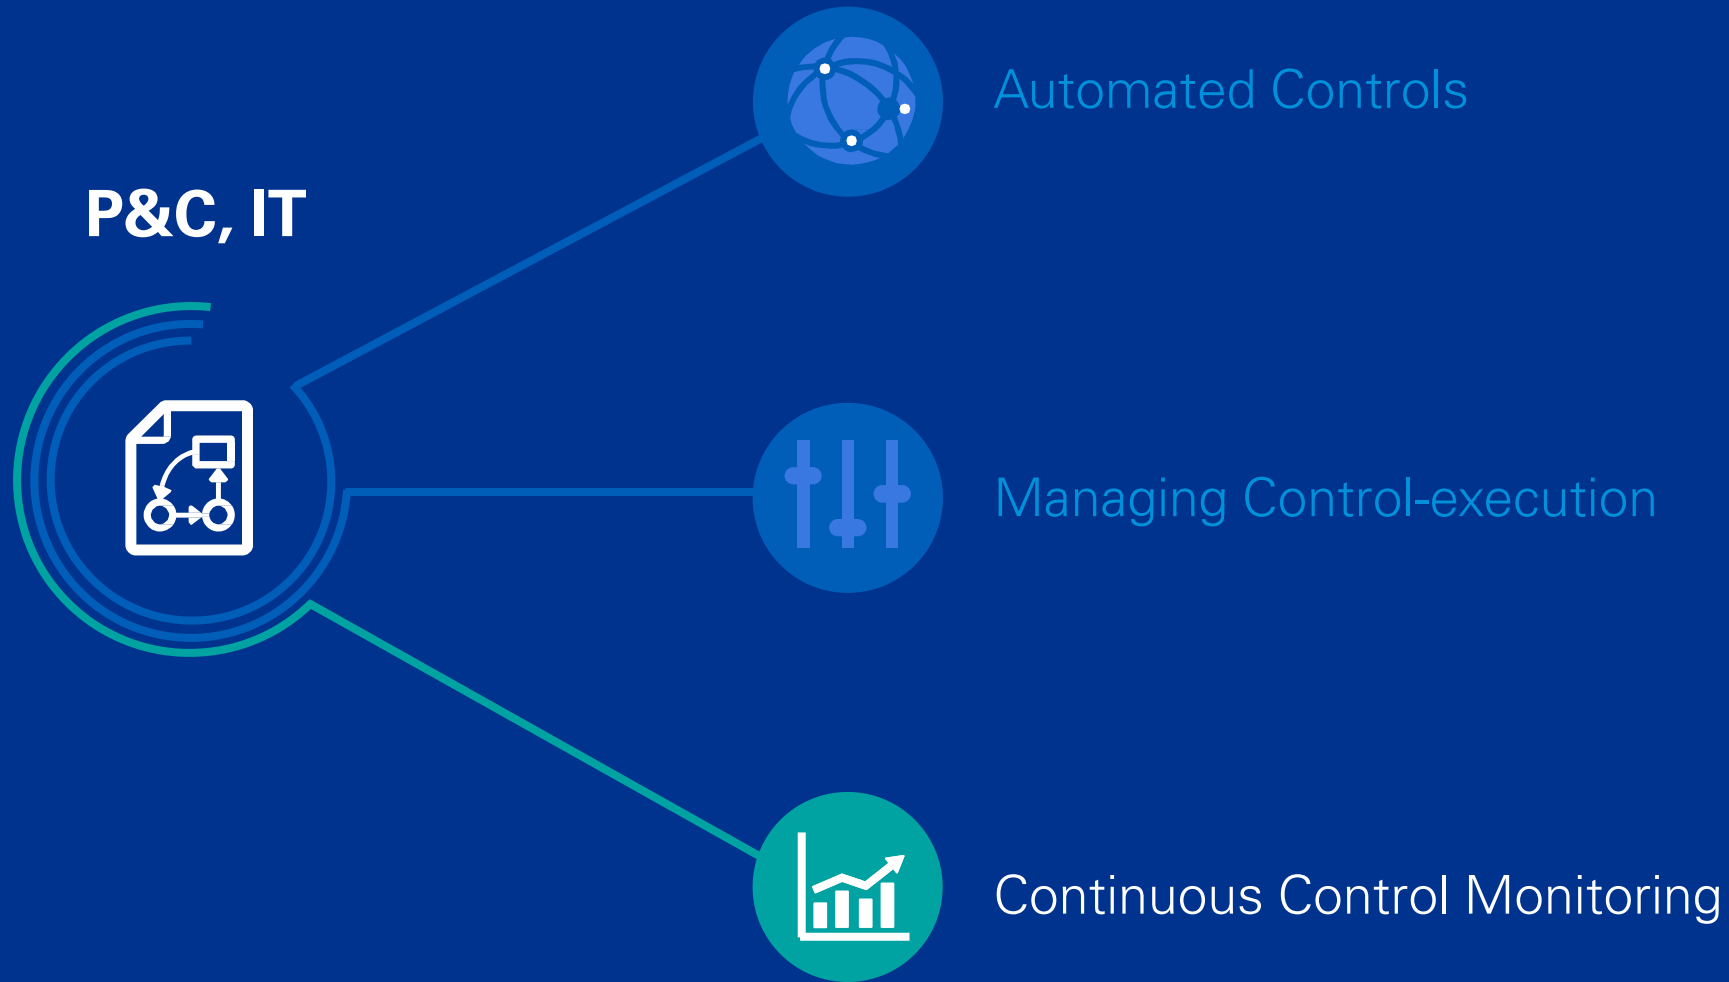 P&C, IT
Automated Controls
Managing Control-execution
Continuous Control Monitoring